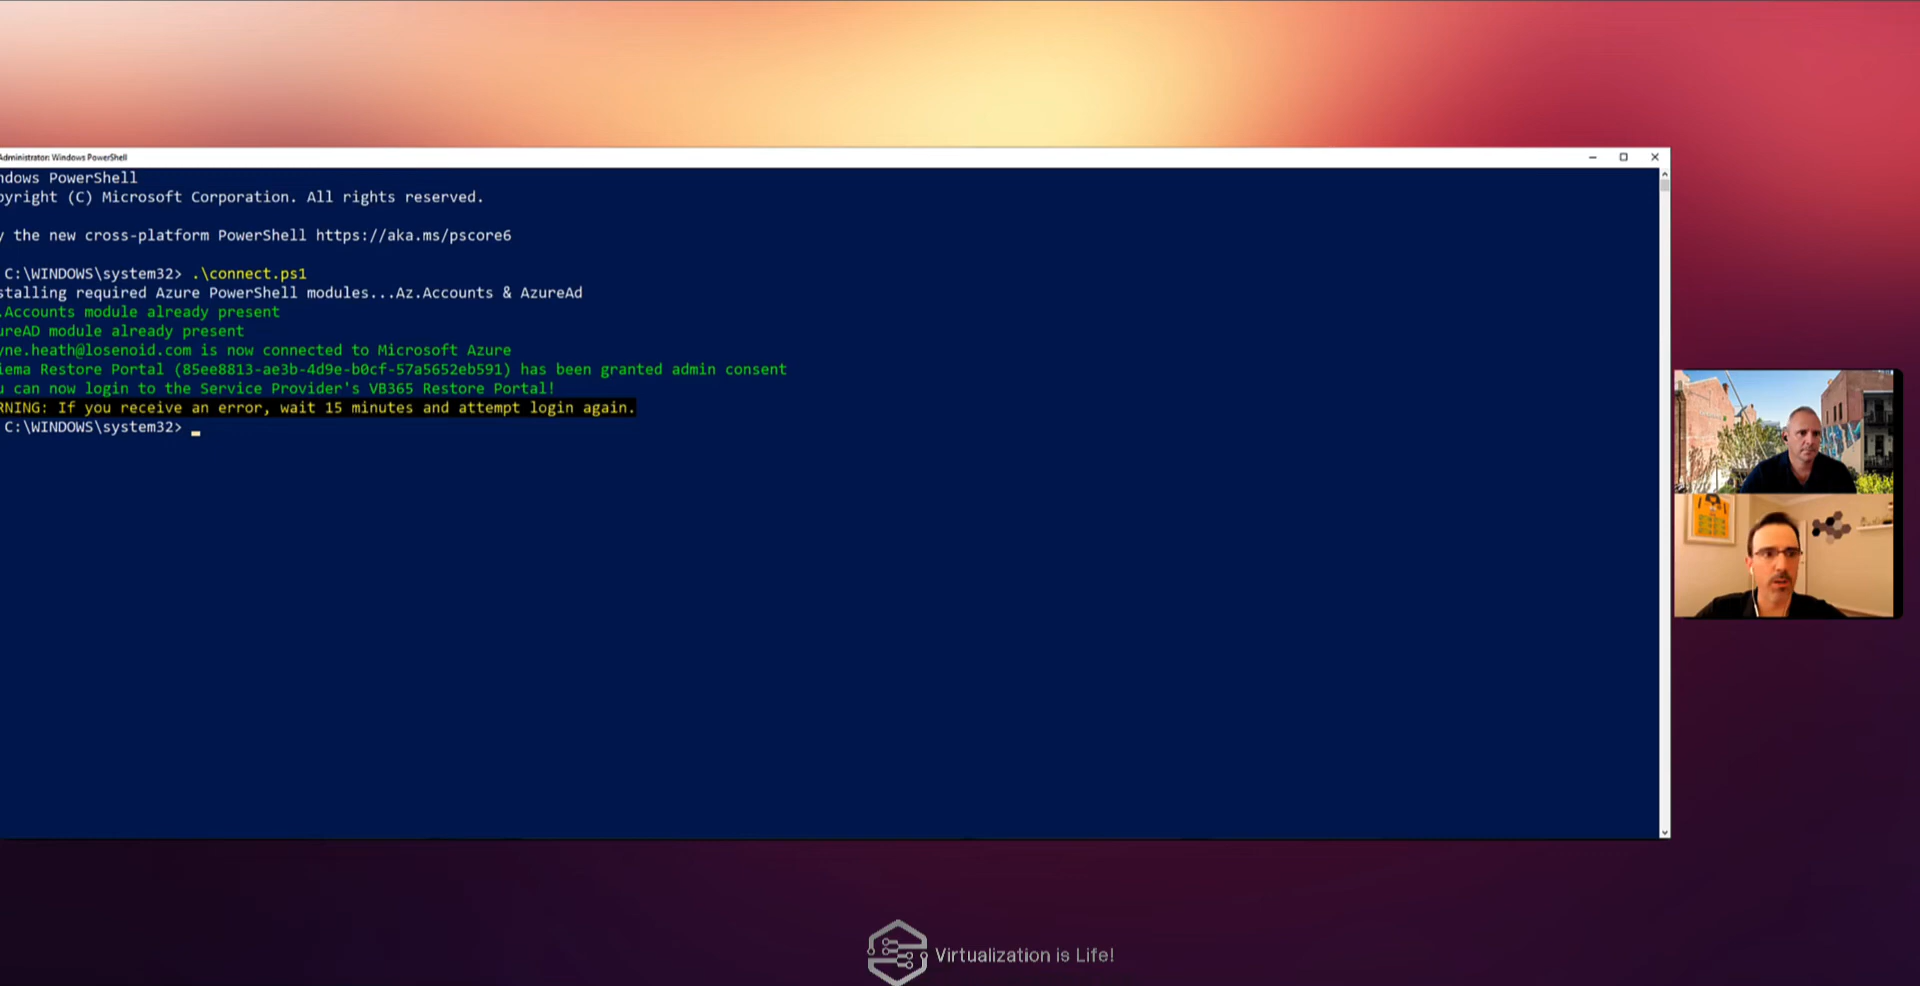 Administrator: Windows PowerShell
ndows PowerShell
pyright (C) Microsoft Corporation. All rights reserved.
y the new cross-platform PowerShell https://aka.ms/pscore6
C:\WINDOWS\system32> .\connect.ps1
stalling required Azure PowerShell modules...Az.Accounts & AzureAd
.Accounts module already present
ureAD module already present
yne.heath@losenoid.com is now connected to Microsoft Azure
iema Restore Portal (85ee8813-ae3b-4d9e-b0cf-57a5652eb591) has been granted admin consent
u can now login to the Service Provider's VB365 Restore Portal!
RNING: If you receive an error, wait 15 minutes and attempt login again.
C:\WINDOWS\system32>
Virtualization is Life!